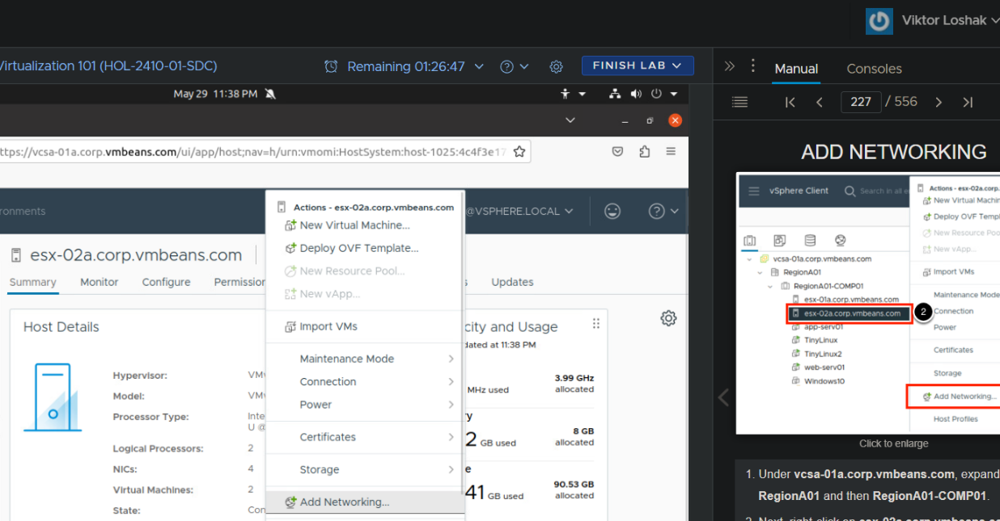 Viktor Loshak
Virtualization 101 (HOL-2410-01-SDC)
Remaining 01:26:47
FINISH LAB
May 29 11:38 PM
ttps://vcsa-01a.corp.vmbeans.com/ui/app/host;nav=h/urn:vmomi:HostSystem:host-1025:4c4f3e17
ronments
@VSPHERE.LOCAL
esx-02a.corp.vmbeans.com
Summary
Monitor
Configure
Permission
s
Updates
Host Details
Hypervisor: VM
Model: VM
Processor Type: Inte
U @
Logical Processors: 2
NICs: 4
Virtual Machines: 2
State: Con
Actions - esx-02a.corp.vmbeans.com
New Virtual Machine...
Deploy OVF Template...
New Resource Pool...
New vApp...
Import VMs
Maintenance Mode
Connection
Power
Certificates
Storage
Add Networking...
city and Usage
dated at 11:38 PM
3.99 GHz
MHz used allocated
y
8 GB
2 GB used allocated
e
90.53 GB
41 GB used allocated
Manual
Consoles
227 / 556
ADD NETWORKING
vSphere Client
Search in all e
vcsa-01a.corp.vmbeans.com
RegionA01
RegionA01-COMP01
esx-01a.corp.vmbeans.com
esx-02a.corp.vmbeans.com
2
app-serv01
TinyLinux
TinyLinux2
web-serv01
Windows10
Actions - esx-02a.corp.
New Virtual Machin
Deploy OVF Templ
New Resource Poo
New vApp...
Import VMs
Maintenance Mode
Connection
Power
Certificates
Storage
Add Networking...
Host Profiles
Click to enlarge
1. Under vcsa-01a.corp.vmbeans.com, expand
RegionA01 and then RegionA01-COMP01.
2. Next, right-click on esx-02a.corp.vmbeans.co